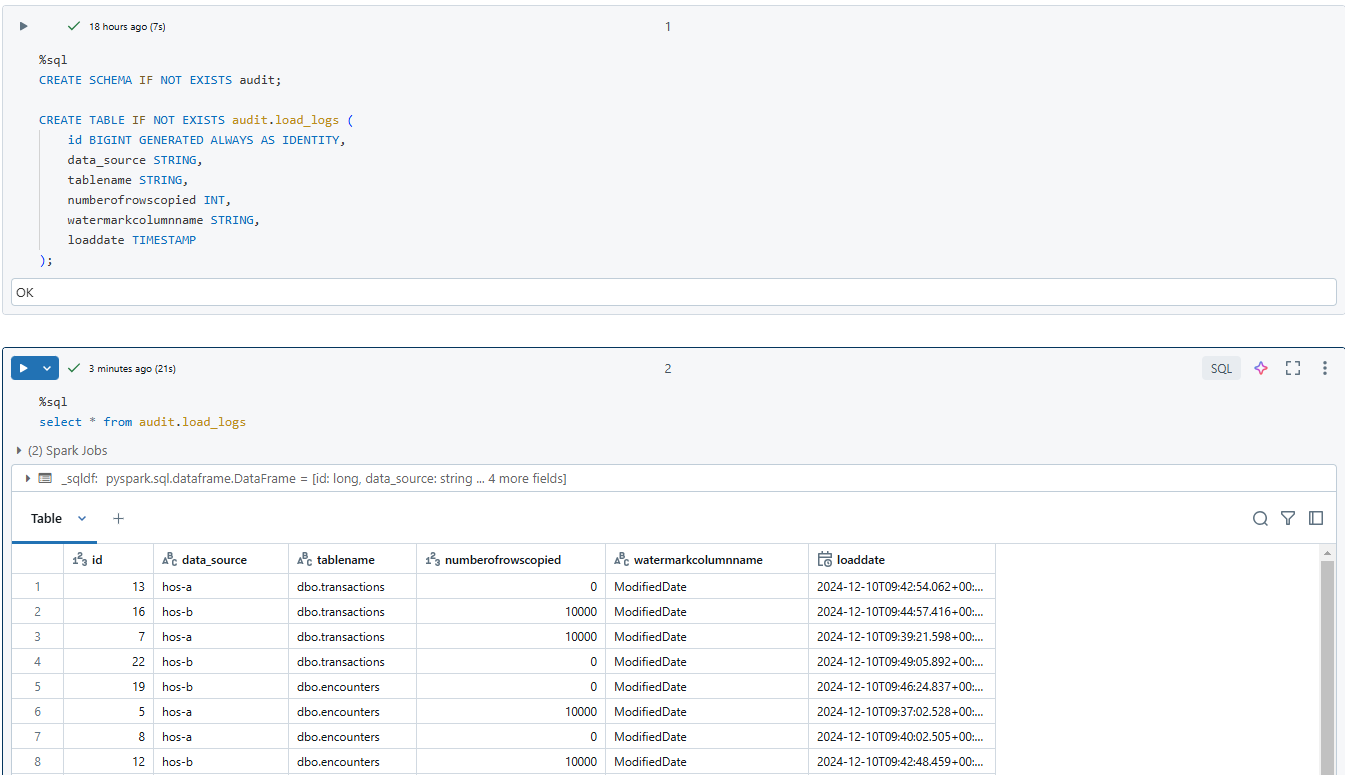 18 hours ago (7s)
1
%sql
CREATE SCHEMA IF NOT EXISTS audit;
CREATE TABLE IF NOT EXISTS audit.load_logs (
id BIGINT GENERATED ALWAYS AS IDENTITY,
data_source STRING,
tablename STRING,
numberofrowscopied INT,
watermarkcolumnname STRING,
loaddate TIMESTAMP
);
OK
3 minutes ago (21s)
2
SQL
%sql
select * from audit.load_logs
(2) Spark Jobs
_sqldf: pyspark.sql.dataframe.DataFrame = [id: long, data_source: string ... 4 more fields]
Table
id data_source tablename numberofrowscopied watermarkcolumnname loaddate
1 13 hos-a dbo.transactions 0 ModifiedDate 2024-12-10T09:42:54.062+00:...
2 16 hos-b dbo.transactions 10000 ModifiedDate 2024-12-10T09:44:57.416+00:...
3 7 hos-a dbo.transactions 10000 ModifiedDate 2024-12-10T09:39:21.598+00:...
4 22 hos-b dbo.transactions 0 ModifiedDate 2024-12-10T09:49:05.892+00:...
5 19 hos-b dbo.encounters 0 ModifiedDate 2024-12-10T09:46:24.837+00:...
6 5 hos-a dbo.encounters 10000 ModifiedDate 2024-12-10T09:37:02.528+00:...
7 8 hos-a dbo.encounters 0 ModifiedDate 2024-12-10T09:40:02.505+00:...
8 12 hos-b dbo.encounters 10000 ModifiedDate 2024-12-10T09:42:48.459+00:...